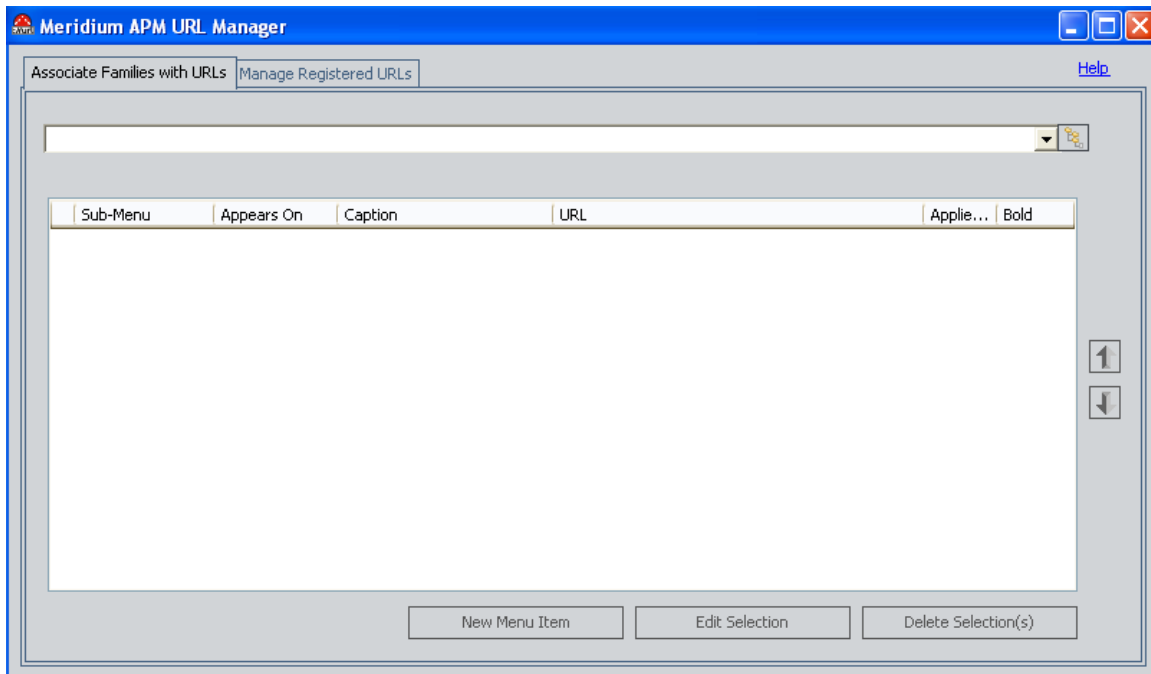 Meridium APM URL Manager
Associate Families with URLs Manage Registered URLs Help
Sub-Menu Appears On Caption URL Applie... Bold
New Menu Item Edit Selection Delete Selection(s)